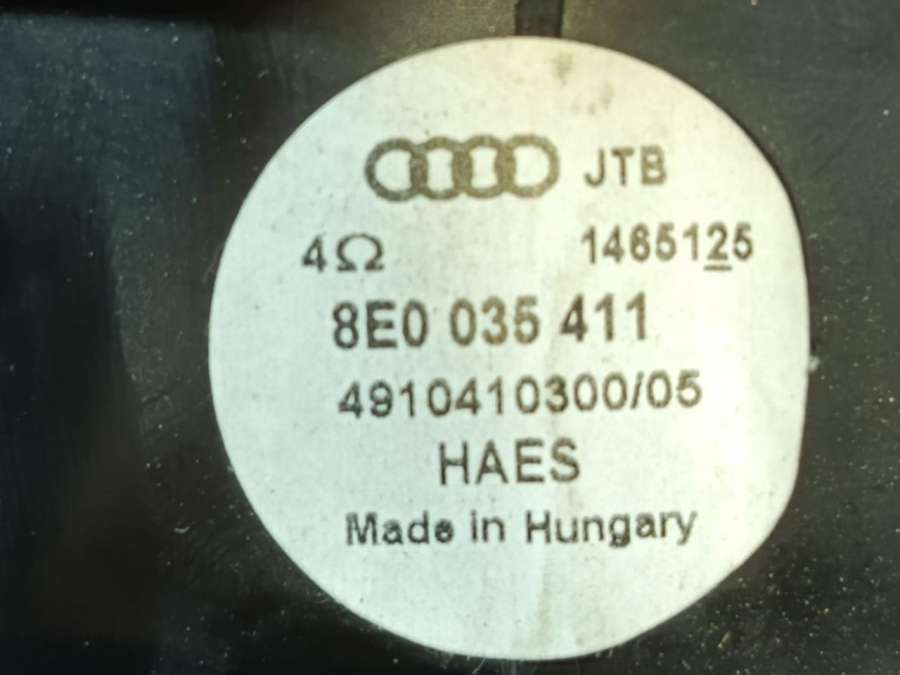 JTB
4Ω 1465125
8E0 035 411
4910410300/05
HAES
Made in Hungary